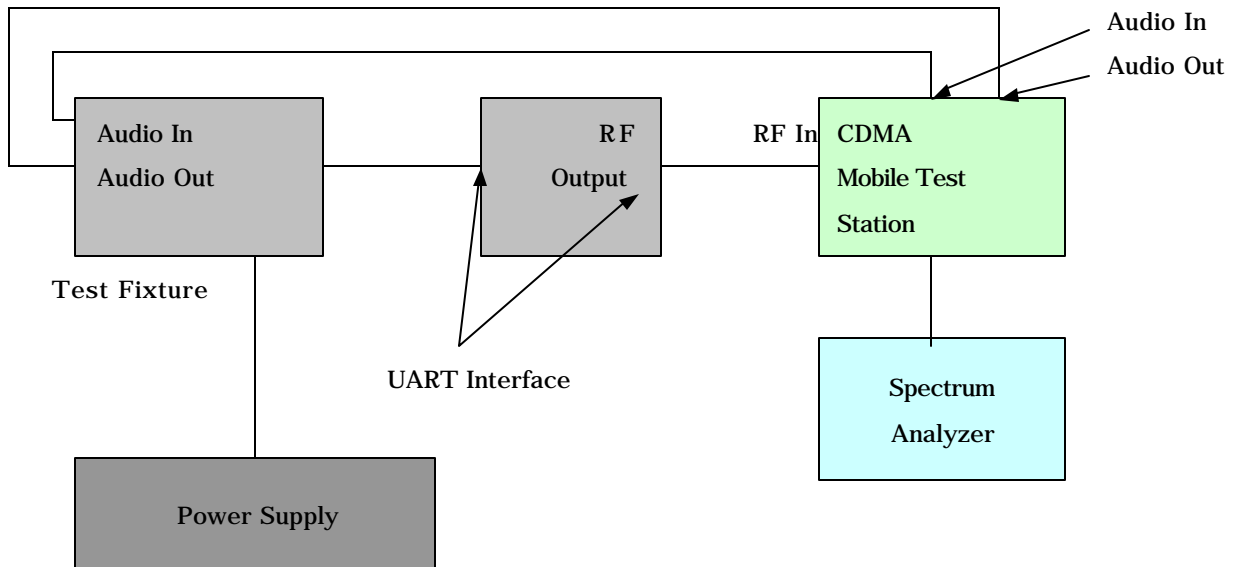 Audio In
Audio Out
Audio In
Audio Out
RF
Output
RF In
CDMA
Mobile Test
Station
Test Fixture
UART Interface
Spectrum
Analyzer
Power Supply